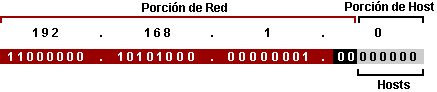 Porción de Red Porción de Host
192 . 168 . 1 . 0
11000000 . 10101000 . 00000001 . 00000000
Hosts